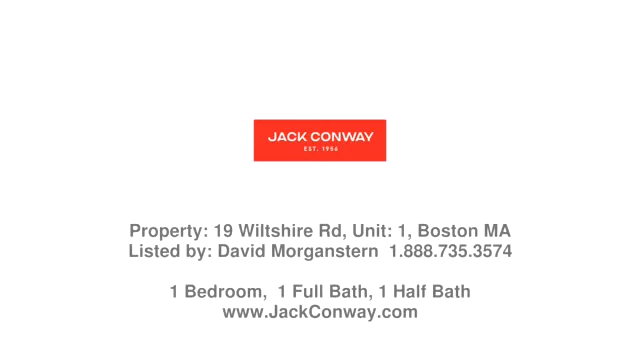 JACK CONWAY
EST. 1956
Property: 19 Wiltshire Rd, Unit: 1, Boston MA
Listed by: David Morganstern  1.888.735.3574
1 Bedroom,  1 Full Bath, 1 Half Bath
www.JackConway.com